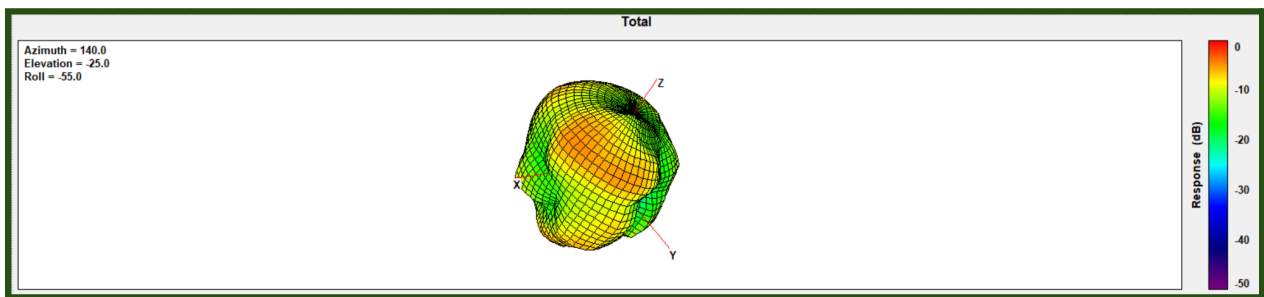 Total
Azimuth = 140.0
Elevation = -25.0
Roll = -55.0
Z
X
Y
Response (dB)
0
-10
-20
-30
-40
-50